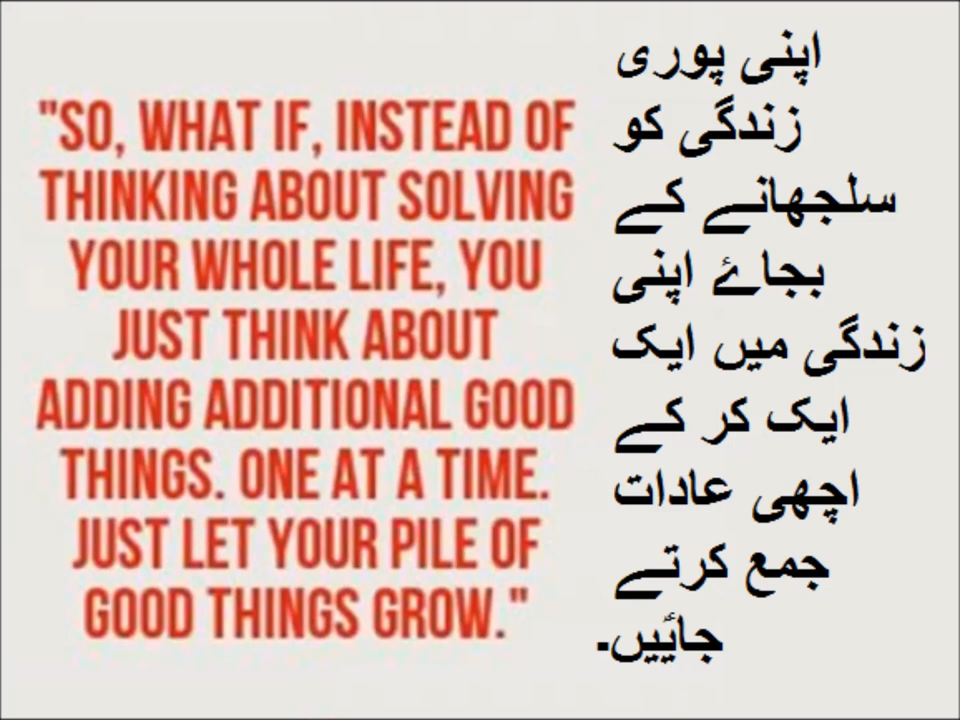 "SO, WHAT IF, INSTEAD OF
THINKING ABOUT SOLVING
YOUR WHOLE LIFE, YOU
JUST THINK ABOUT
ADDING ADDITIONAL GOOD
THINGS. ONE AT A TIME.
JUST LET YOUR PILE OF
GOOD THINGS GROW."
اپنی پوری
زندگی کو
سلجھانے کے
بجاۓ اپنی
زندگی میں ایک
ایک کر کے
اچھی عادات
جمع کرتے
جائییں۔